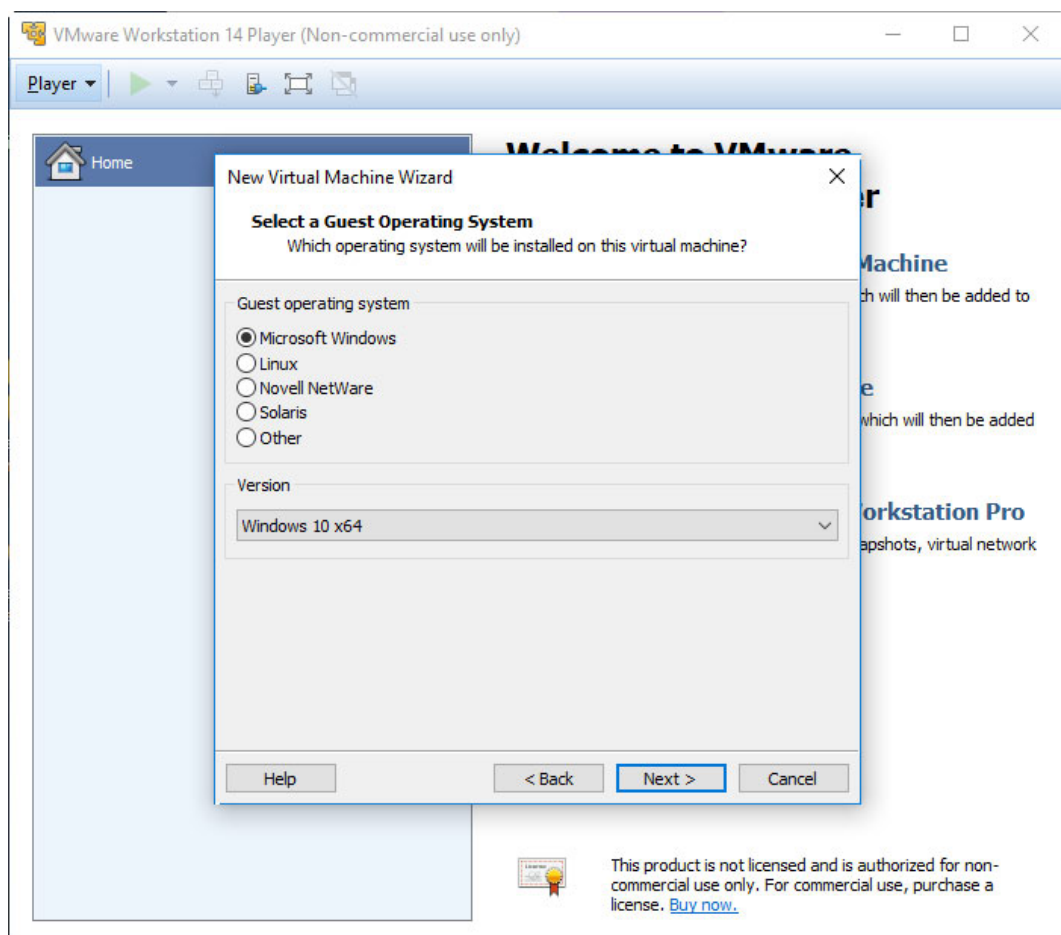 VMware Workstation 14 Player (Non-commercial use only)
Player
Home
New Virtual Machine Wizard
Select a Guest Operating System
Which operating system will be installed on this virtual machine?
Guest operating system
Microsoft Windows
Linux
Novell NetWare
Solaris
Other
Version
Windows 10 x64
Help
< Back
Next >
Cancel
Welcome to VMware
r
Machine
ch will then be added to
e
which will then be added
orkstation Pro
apshots, virtual network
This product is not licensed and is authorized for non-
commercial use only. For commercial use, purchase a
license. Buy now.